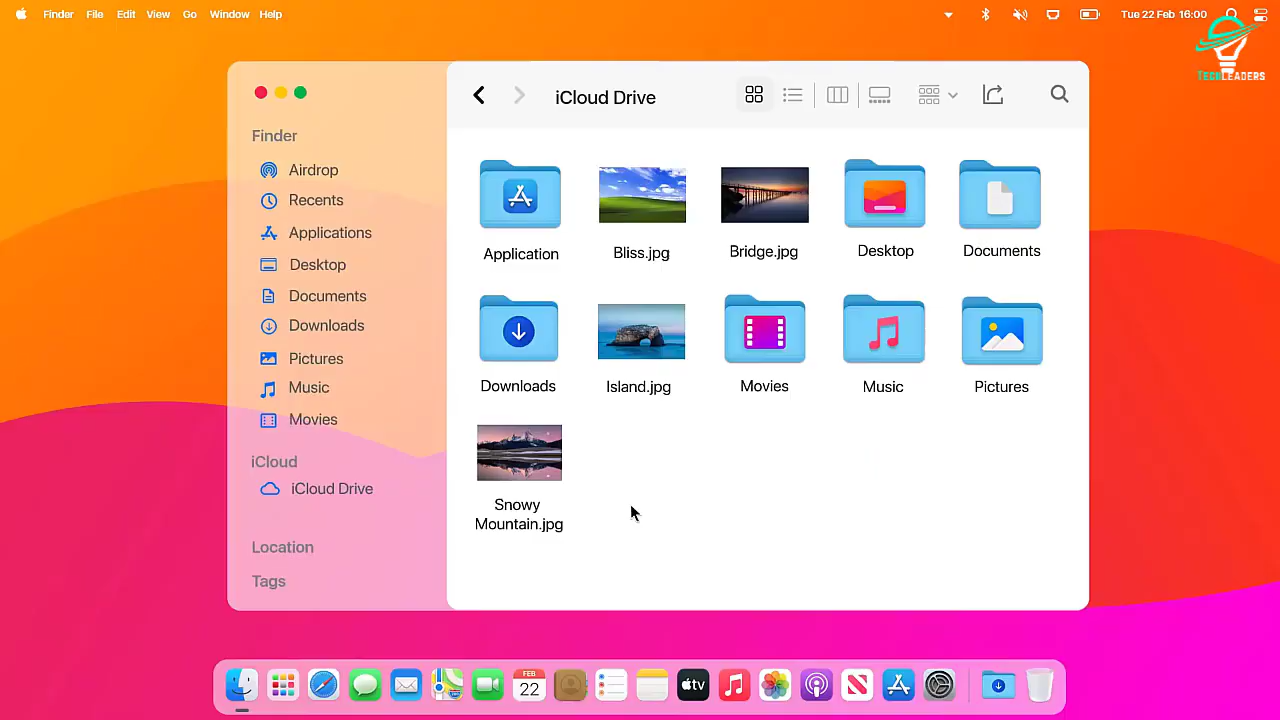 Finder File Edit View Go Window Help
Tue 22 Feb 16:00
TECHLEADERS
iCloud Drive
Finder
Airdrop
Recents
Applications
Desktop
Documents
Downloads
Pictures
Music
Movies
iCloud
iCloud Drive
Location
Tags
Application
Bliss.jpg
Bridge.jpg
Desktop
Documents
Downloads
Island.jpg
Movies
Music
Pictures
Snowy
Mountain.jpg
FEB
22
tv